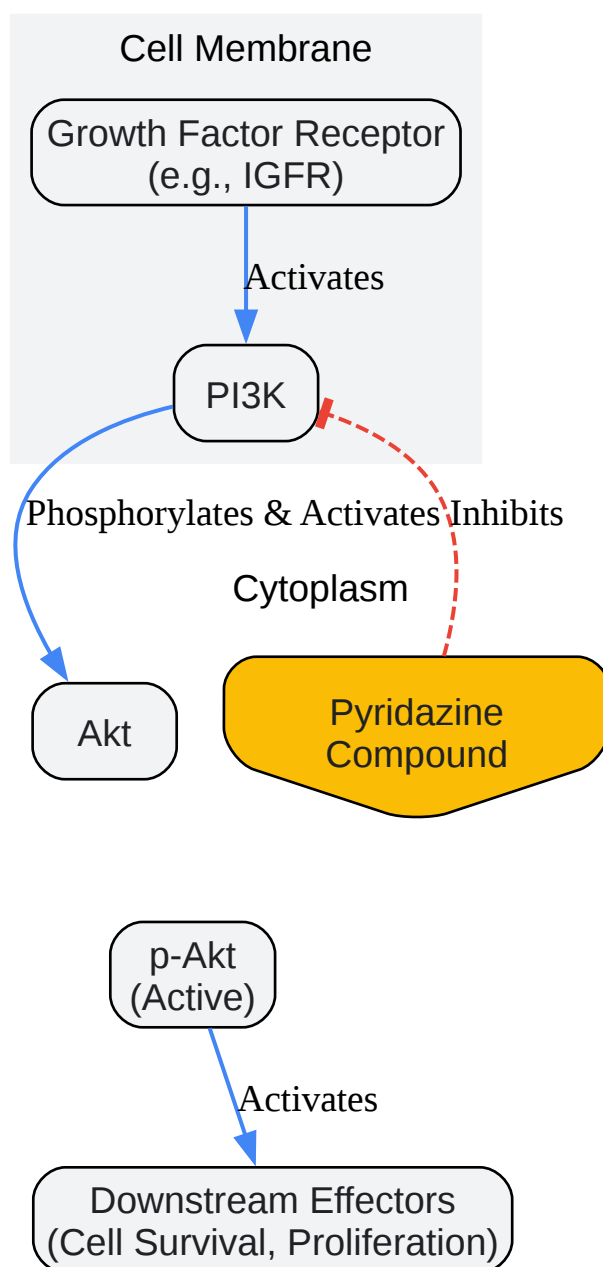 Cell Membrane
Growth Factor Receptor
(e.g., IGFR)
Activates
PI3K
Phosphorylates & Activates
Inhibits
Cytoplasm
Akt
Pyridazine
Compound
p-Akt
(Active)
Activates
Downstream Effectors
(Cell Survival, Proliferation)